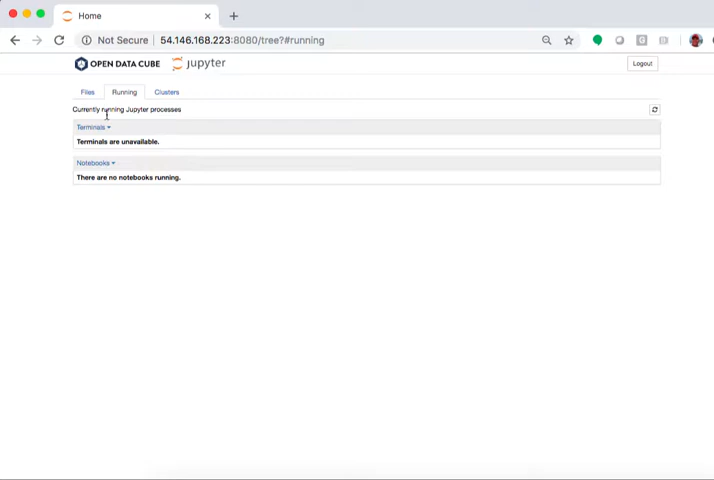 Home
Not Secure 54.146.168.223:8080/tree?#running
OPEN DATA CUBE jupyter Logout
Files Running Clusters
Currently running Jupyter processes
Terminals
Terminals are unavailable.
Notebooks
There are no notebooks running.